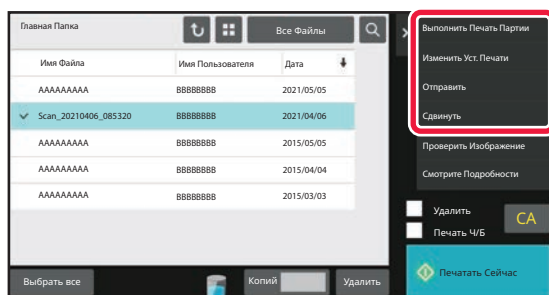 Главная Папка
Все Файлы
Имя Файла Имя Пользователя Дата
AAAAAAAAA BBBBBBBB 2021/05/05
Scan_20210406_085320 BBBBBBBB 2021/04/06
AAAAAAAAA BBBBBBBB 2015/05/05
AAAAAAAAA BBBBBBBB 2015/04/04
AAAAAAAAA BBBBBBBB 2015/03/03
Выбрать все
Копий
Удалить
Выполнить Печать Партии
Изменить Уст. Печати
Отправить
Сдвинуть
Проверить Изображение
Смотрите Подробности
Удалить
Печать Ч/Б
CA
Печатать Сейчас